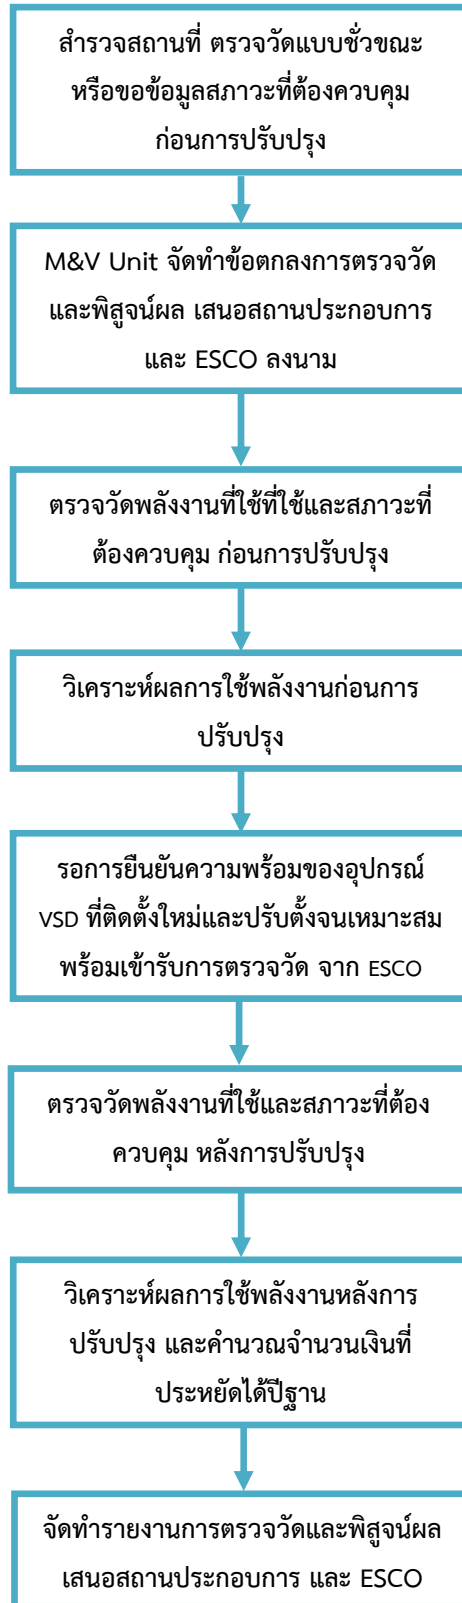 สำรวจสถานที่ ตรวจวัดแบบชั่วขณะ
หรือขอข้อมูลสภาวะที่ต้องควบคุม
ก่อนการปรับปรุง
M&V Unit จัดทำข้อตกลงการตรวจวัด
และพิสูจน์ผล เสนอสถานประกอบการ
และ ESCO ลงนาม
ตรวจวัดพลังงานที่ใช้ที่ใช้และสภาวะที่
ต้องควบคุม ก่อนการปรับปรุง
วิเคราะห์ผลการใช้พลังงานก่อนการ
ปรับปรุง
รอการยืนยันความพร้อมของอุปกรณ์
VSD ที่ติดตั้งใหม่และปรับตั้งจนเหมาะสม
พร้อมเข้ารับการตรวจวัด จาก ESCO
ตรวจวัดพลังงานที่ใช้และสภาวะที่ต้อง
ควบคุม หลังการปรับปรุง
วิเคราะห์ผลการใช้พลังงานหลังการ
ปรับปรุง และคำนวณจำนวนเงินที่
ประหยัดได้ปีฐาน
จัดทำรายงานการตรวจวัดและพิสูจน์ผล
เสนอสถานประกอบการ และ ESCO